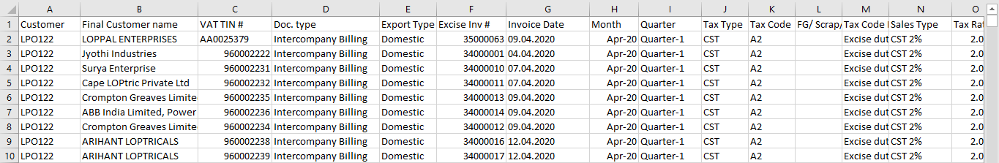 A B C D E F G H I J K L M N O
1 Customer Final Customer name VAT TIN # Doc. type Export Type Excise Inv # Invoice Date Month Quarter Tax Type Tax Code FG/ Scrap/ Tax Code Sales Type Tax Rat
2 LPO122 LOPPAL ENTERPRISES AA0025379 Intercompany Billing Domestic 35000063 09.04.2020 Apr-20 Quarter-1 CST A2 Excise dut CST 2% 2.0
3 LPO122 Jyothi Industries 960002222 Intercompany Billing Domestic 34000001 04.04.2020 Apr-20 Quarter-1 CST A2 Excise dut CST 2% 2.0
4 LPO122 Surya Enterprise 960002231 Intercompany Billing Domestic 34000010 07.04.2020 Apr-20 Quarter-1 CST A2 Excise dut CST 2% 2.0
5 LPO122 Cape LOPtric Private Ltd 960002232 Intercompany Billing Domestic 34000011 07.04.2020 Apr-20 Quarter-1 CST A2 Excise dut CST 2% 2.0
6 LPO122 Crompton Greaves Limite 960002235 Intercompany Billing Domestic 34000013 09.04.2020 Apr-20 Quarter-1 CST A2 Excise dut CST 2% 2.0
7 LPO122 ABB India Limited, Power 960002236 Intercompany Billing Domestic 34000014 09.04.2020 Apr-20 Quarter-1 CST A2 Excise dut CST 2% 2.0
8 LPO122 Crompton Greaves Limite 960002234 Intercompany Billing Domestic 34000012 09.04.2020 Apr-20 Quarter-1 CST A2 Excise dut CST 2% 2.0
9 LPO122 ARIHANT LOPTRICALS 960002238 Intercompany Billing Domestic 34000016 12.04.2020 Apr-20 Quarter-1 CST A2 Excise dut CST 2% 2.0
10 LPO122 ARIHANT LOPTRICALS 960002239 Intercompany Billing Domestic 34000017 12.04.2020 Apr-20 Quarter-1 CST A2 Excise dut CST 2% 2.0